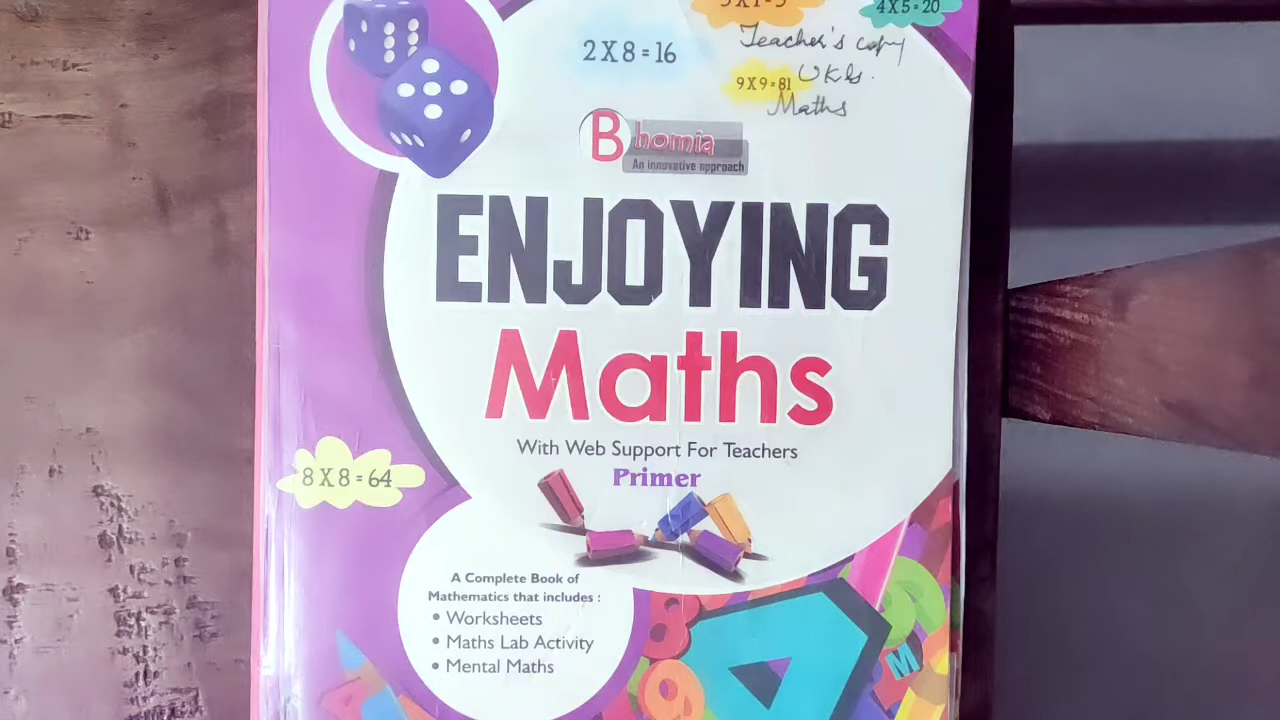 4 X 5 = 20
2 X 8 = 16
Teacher's copy
UKG.
9 X 9 = 81
Maths
Bhomia
An innovative approach
ENJOYING
Maths
With Web Support For Teachers
Primer
8 X 8 = 64
A Complete Book of
Mathematics that includes :
• Worksheets
• Maths Lab Activity
• Mental Maths
M